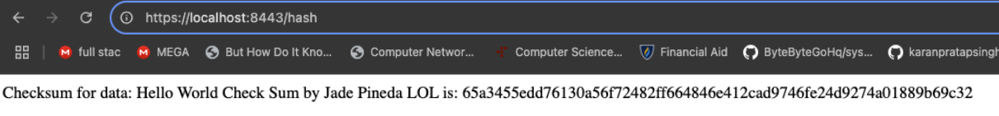 https://localhost:8443/hash
full stac MEGA But How Do It Kno... Computer Networ... Computer Science... Financial Aid ByteByteGoHq/sys... karanpratapsingh
Checksum for data: Hello World Check Sum by Jade Pineda LOL is: 65a3455edd76130a56f72482ff664846e412cad9746fe24d9274a01889b69c32